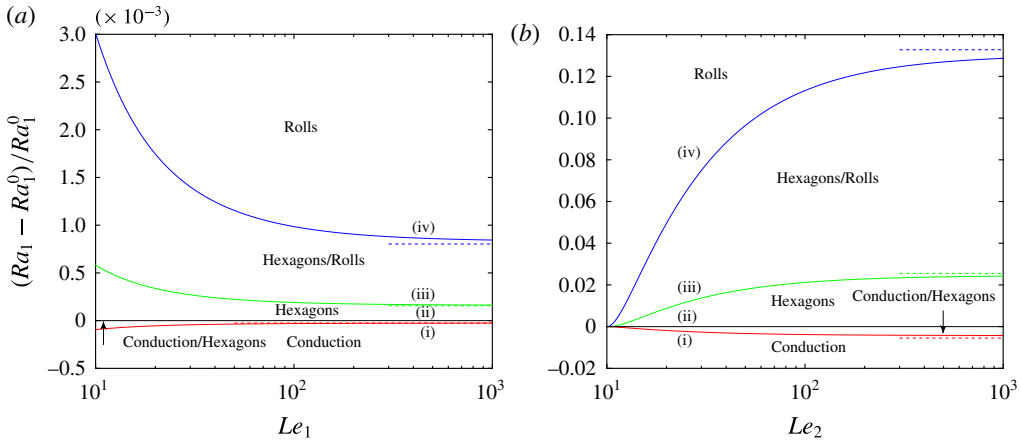 (a)
(× 10⁻³)
3.0
2.5
2.0
1.5
1.0
0.5
0
−0.5
(Ra₁ − Ra₁⁰)/Ra₁⁰
Rolls
(iv)
Hexagons/Rolls
(iii)
Hexagons
(ii)
(i)
Conduction/Hexagons
Conduction
10¹
10²
10³
Le₁
(b)
0.14
0.12
0.10
0.08
0.06
0.04
0.02
0
−0.02
Rolls
(iv)
Hexagons/Rolls
(iii)
Hexagons
Conduction/Hexagons
(ii)
(i)
Conduction
10¹
10²
10³
Le₂